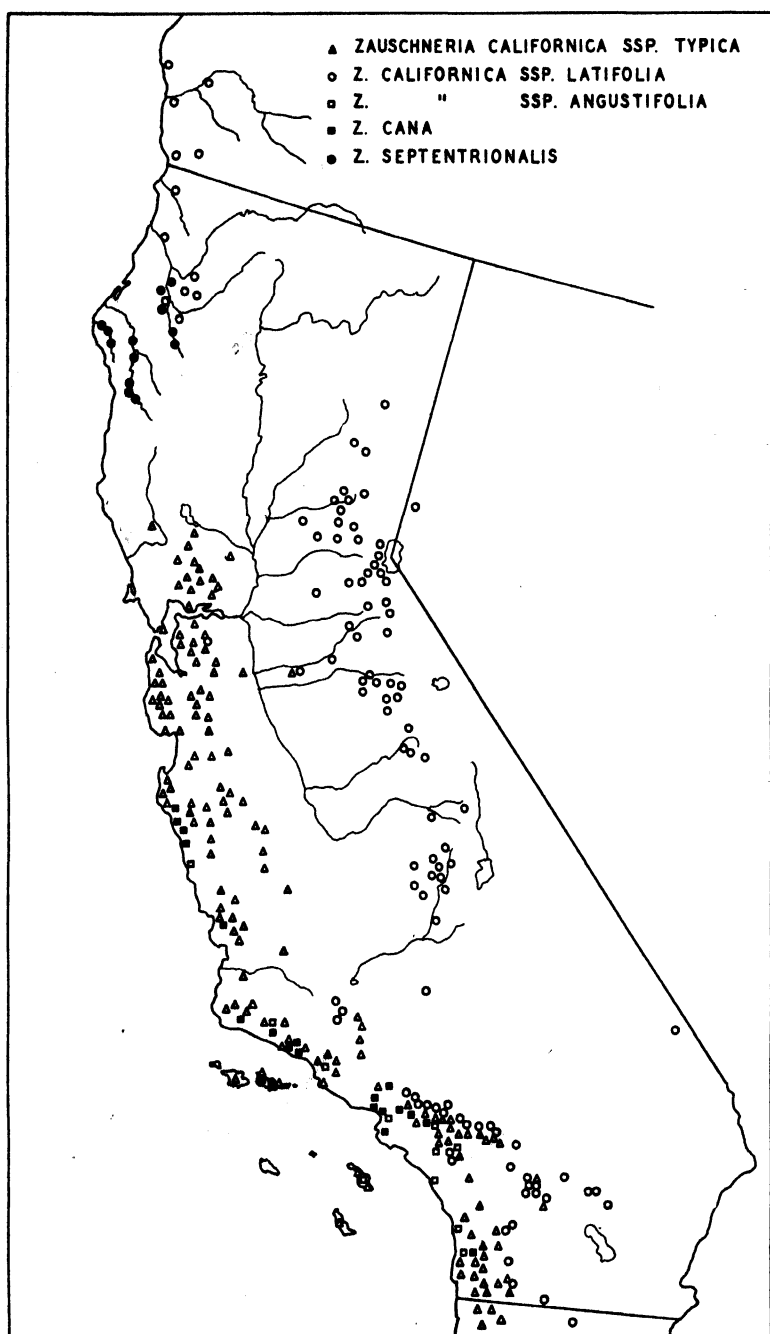 ▲ ZAUSCHNERIA CALIFORNICA SSP. TYPICA
○ Z. CALIFORNICA SSP. LATIFOLIA
□ Z. " SSP. ANGUSTIFOLIA
■ Z. CANA
● Z. SEPTENTRIONALIS